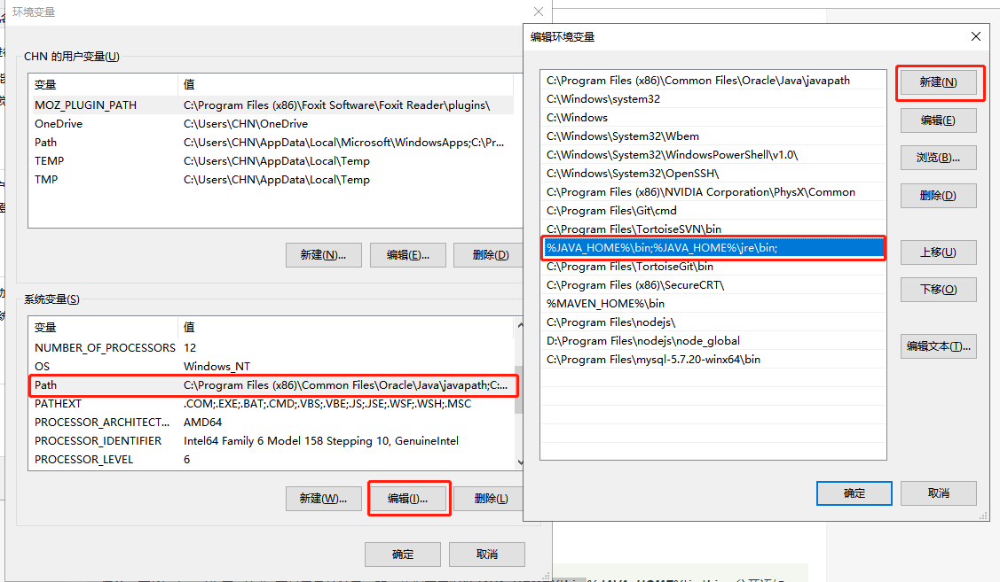 环境变量
CHN 的用户变量(U)
变量 值
MOZ_PLUGIN_PATH C:\Program Files (x86)\Foxit Software\Foxit Reader\plugins\
OneDrive C:\Users\CHN\OneDrive
Path C:\Users\CHN\AppData\Local\Microsoft\WindowsApps;C:\Pr...
TEMP C:\Users\CHN\AppData\Local\Temp
TMP C:\Users\CHN\AppData\Local\Temp
新建(N)... 编辑(E)... 删除(D)
系统变量(S)
变量 值
NUMBER_OF_PROCESSORS 12
OS Windows_NT
Path C:\Program Files (x86)\Common Files\Oracle\Java\javapath;C:...
PATHEXT .COM;.EXE;.BAT;.CMD;.VBS;.VBE;.JS;.JSE;.WSF;.WSH;.MSC
PROCESSOR_ARCHITECT... AMD64
PROCESSOR_IDENTIFIER Intel64 Family 6 Model 158 Stepping 10, GenuineIntel
PROCESSOR_LEVEL 6
新建(W)... 编辑(I)... 删除(L)
确定 取消
编辑环境变量
C:\Program Files (x86)\Common Files\Oracle\Java\javapath
C:\Windows\system32
C:\Windows
C:\Windows\System32\Wbem
C:\Windows\System32\WindowsPowerShell\v1.0\
C:\Windows\System32\OpenSSH\
C:\Program Files (x86)\NVIDIA Corporation\PhysX\Common
C:\Program Files\Git\cmd
C:\Program Files\TortoiseSVN\bin
%JAVA_HOME%\bin;%JAVA_HOME%\jre\bin;
C:\Program Files\TortoiseGit\bin
C:\Program Files (x86)\SecureCRT\
%MAVEN_HOME%\bin
C:\Program Files\nodejs\
D:\Program Files\nodejs\node_global
C:\Program Files\mysql-5.7.20-winx64\bin
新建(N)
编辑(E)
浏览(B)...
删除(D)
上移(U)
下移(O)
编辑文本(T)...
确定 取消